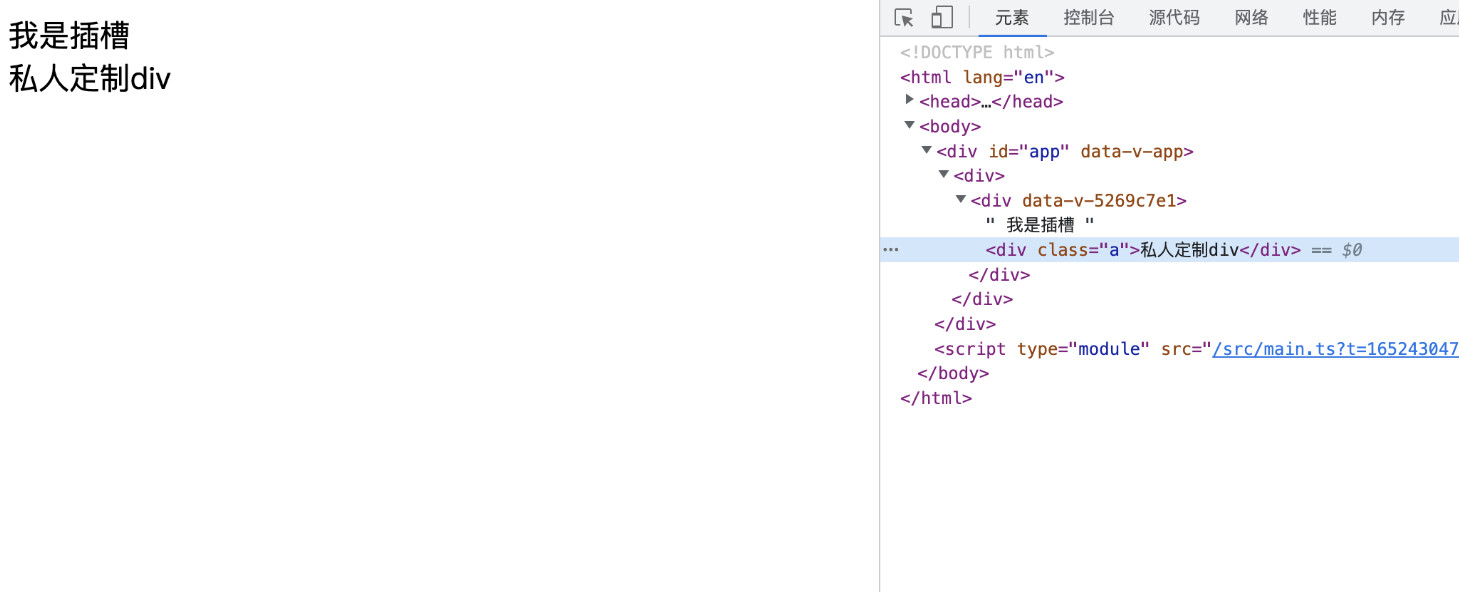 我是插槽
私人定制div
元素 控制台 源代码 网络 性能 内存
<!DOCTYPE html>
<html lang="en">
<head>…</head>
<body>
<div id="app" data-v-app>
<div>
<div data-v-5269c7e1>
" 我是插槽 "
<div class="a">私人定制div</div> == $0
</div>
</div>
</div>
<script type="module" src="/src/main.ts?t=165243047
</body>
</html>